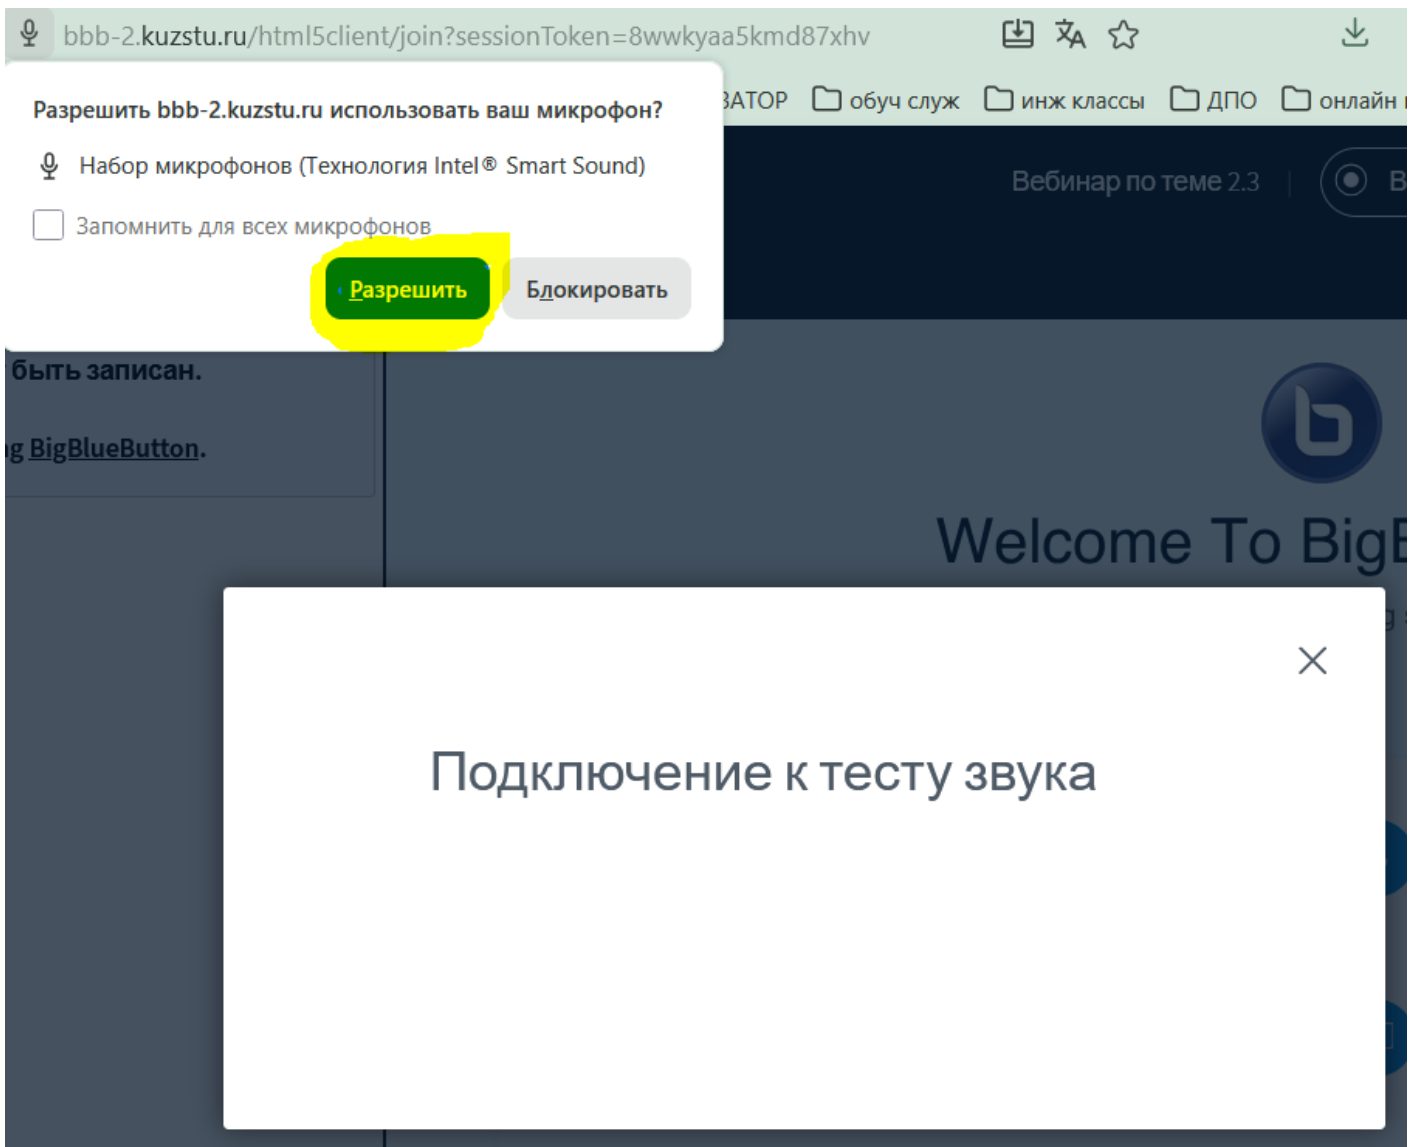 bbb-2.kuzstu.ru/html5client/join?sessionToken=8wwkyaa5kmd87xhv
обуч служ инж классы ДПО онлайн
Разрешить bbb-2.kuzstu.ru использовать ваш микрофон?
Набор микрофонов (Технология Intel® Smart Sound)
Запомнить для всех микрофонов
Разрешить Блокировать
Вебинар по теме 2.3
быть записан.
BigBlueButton.
Welcome To
Подключение к тесту звука